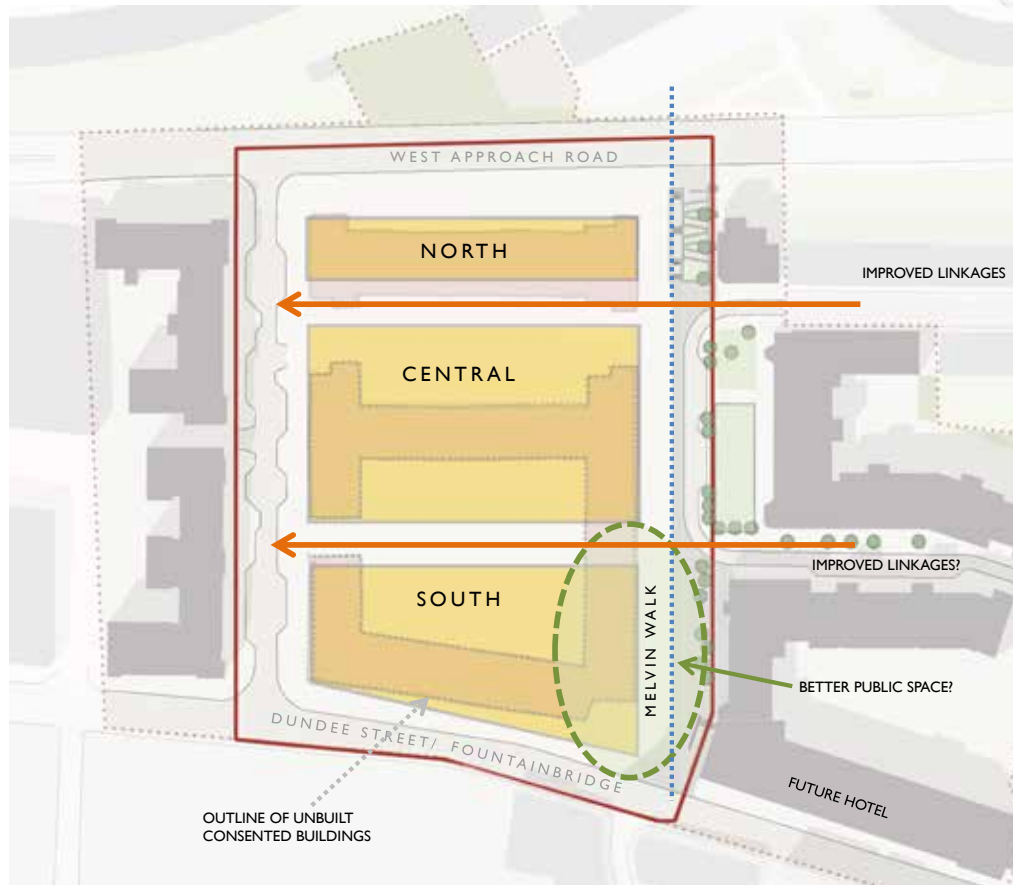 WEST APPROACH ROAD
NORTH
IMPROVED LINKAGES
CENTRAL
IMPROVED LINKAGES?
SOUTH
MELVIN WALK
BETTER PUBLIC SPACE?
DUNDEE STREET/ FOUNTAINBRIDGE
FUTURE HOTEL
OUTLINE OF UNBUILT
CONSENTED BUILDINGS